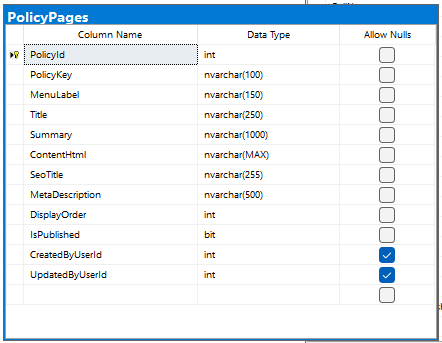 PolicyPages
Column Name Data Type Allow Nulls
PolicyId int
PolicyKey nvarchar(100)
MenuLabel nvarchar(150)
Title nvarchar(250)
Summary nvarchar(1000)
ContentHtml nvarchar(MAX)
SeoTitle nvarchar(255)
MetaDescription nvarchar(500)
DisplayOrder int
IsPublished bit
CreatedByUserId int
UpdatedByUserId int